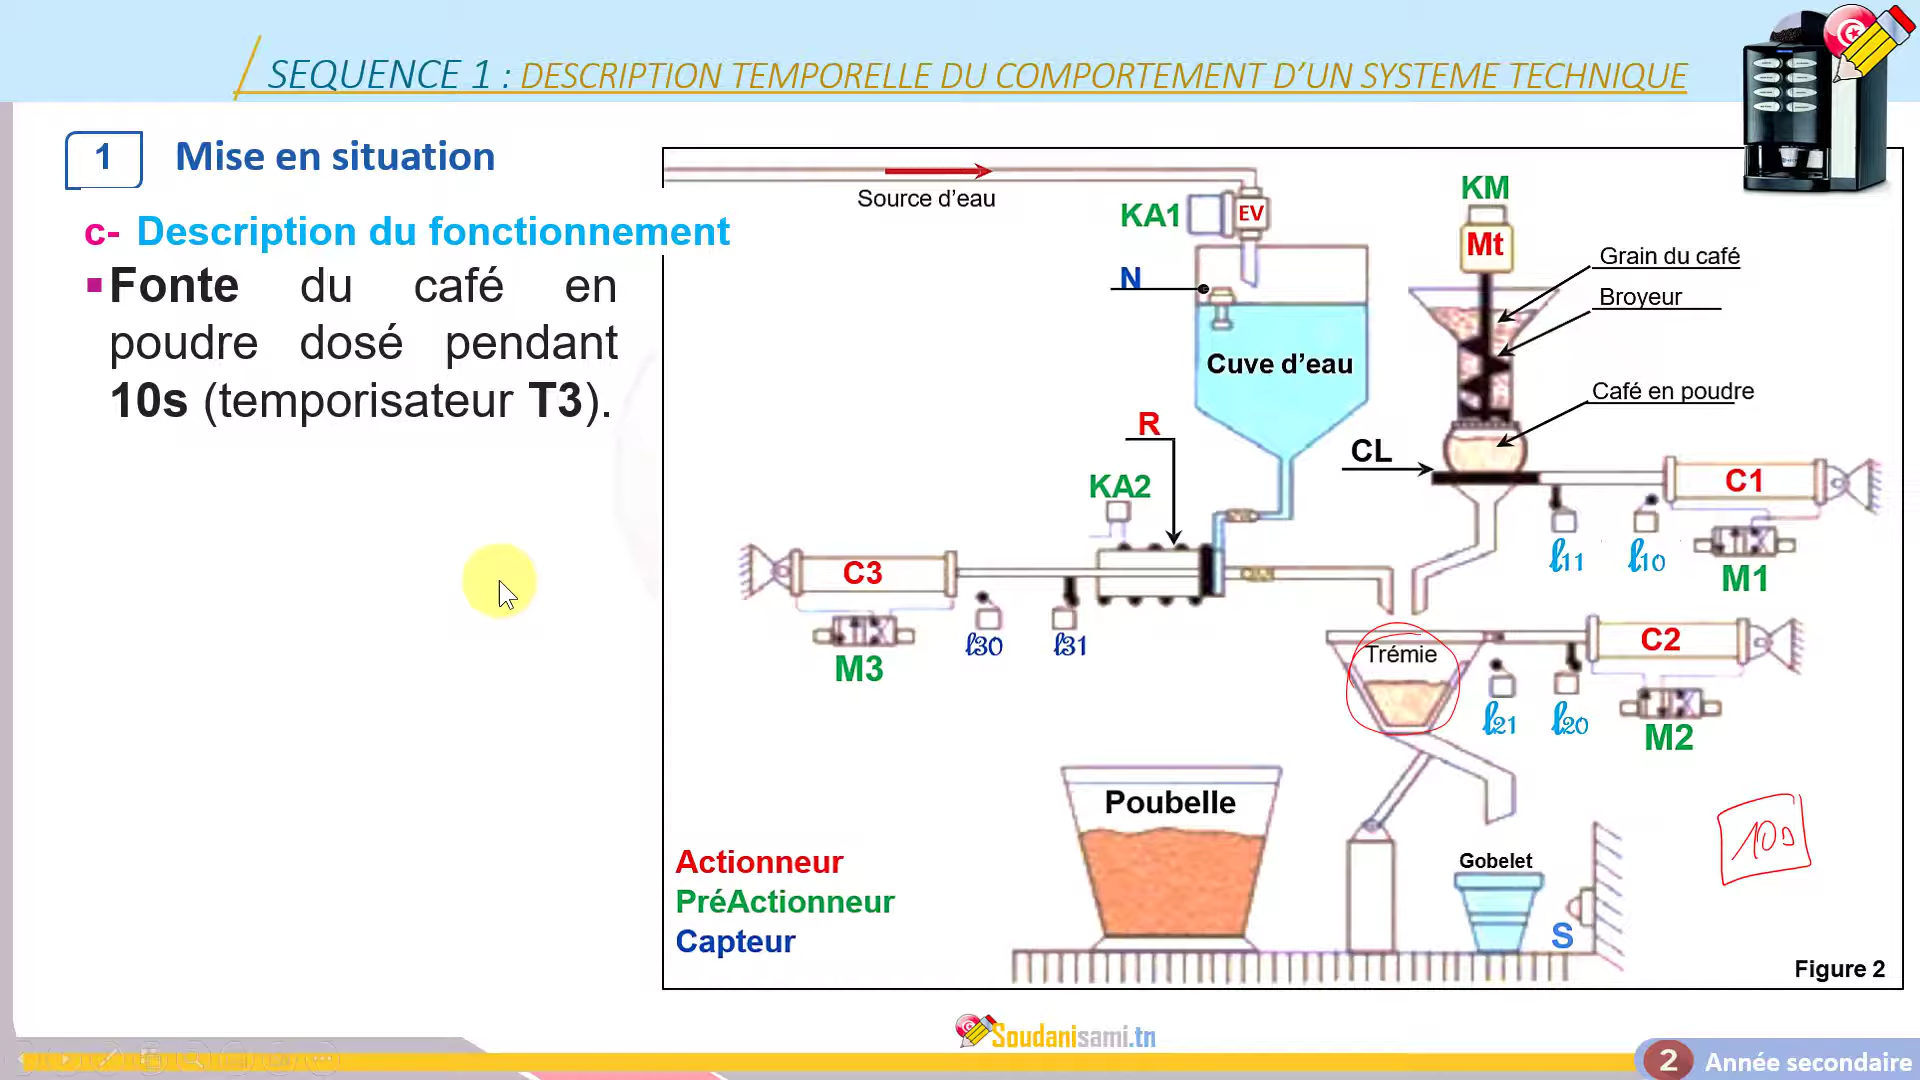 SEQUENCE 1 : DESCRIPTION TEMPORELLE DU COMPORTEMENT D’UN SYSTEME TECHNIQUE
1
Mise en situation
c- Description du fonctionnement
Fonte du café en
poudre dosé pendant
10s (temporisateur T3).
Source d’eau
KA1
EV
KM
Mt
Grain du café
Broyeur
N
Cuve d’eau
Café en poudre
R
CL
KA2
C1
l11
l10
M1
C3
l30
l31
M3
Trémie
C2
l21
l20
M2
Poubelle
10s
Gobelet
S
Actionneur
PréActionneur
Capteur
Figure 2
Soudanisami.tn
2 Année secondaire